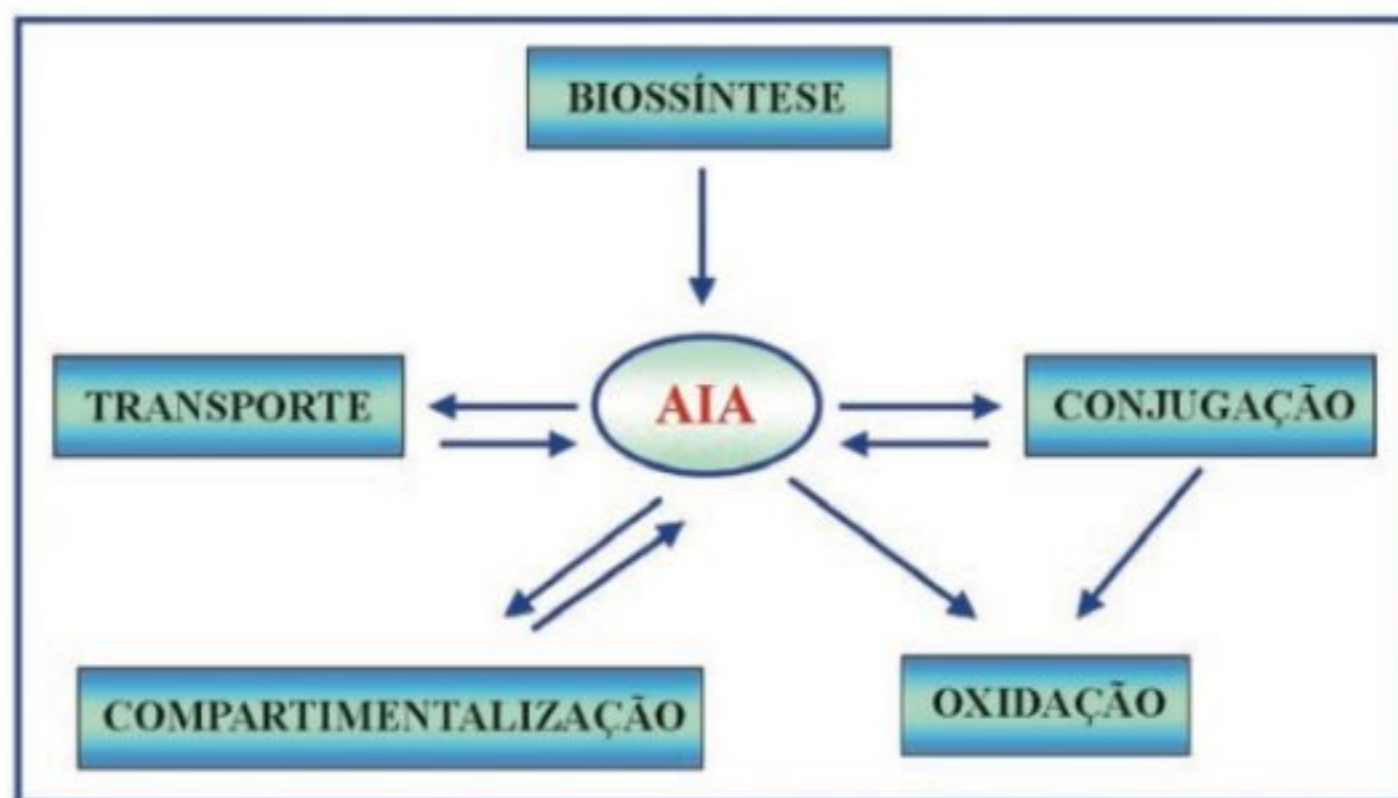 BIOSSÍNTESE
TRANSPORTE
AIA
CONJUGAÇÃO
COMPARTIMENTALIZAÇÃO
OXIDAÇÃO